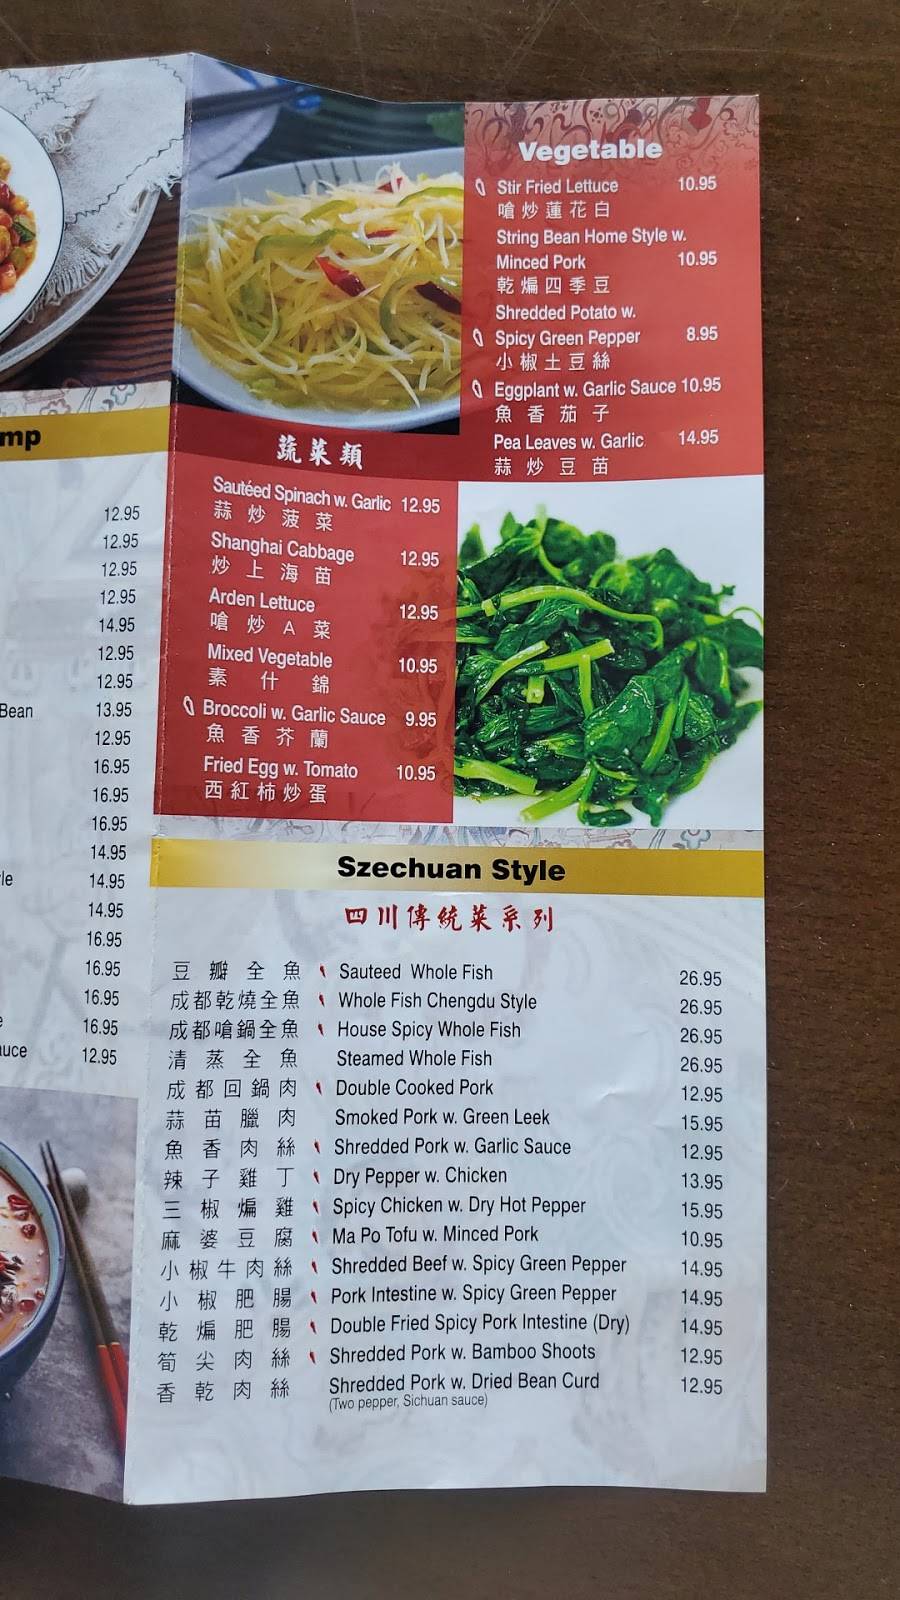 mp
12.95
12.95
12.95
12.95
14.95
12.95
12.95
Bean 13.95
12.95
16.95
16.95
16.95
14.95
14.95
14.95
16.95
16.95
16.95
16.95
12.95
Vegetable
Stir Fried Lettuce 10.95
嗆炒蓮花白
String Bean Home Style w.
Minced Pork 10.95
乾煸四季豆
Shredded Potato w.
Spicy Green Pepper 8.95
小椒土豆絲
Eggplant w. Garlic Sauce 10.95
魚香茄子
Pea Leaves w. Garlic 14.95
蒜炒豆苗
蔬菜類
Sautéed Spinach w. Garlic 12.95
蒜炒菠菜
Shanghai Cabbage 12.95
炒上海苗
Arden Lettuce 12.95
嗆炒A菜
Mixed Vegetable 10.95
素什錦
Broccoli w. Garlic Sauce 9.95
魚香芥蘭
Fried Egg w. Tomato 10.95
西紅柿炒蛋
Szechuan Style
四川傳統菜系列
豆瓣全魚 Sauteed Whole Fish 26.95
成都乾燒全魚 Whole Fish Chengdu Style 26.95
成都嗆鍋全魚 House Spicy Whole Fish 26.95
清蒸全魚 Steamed Whole Fish 26.95
成都回鍋肉 Double Cooked Pork 12.95
蒜苗臘肉 Smoked Pork w. Green Leek 15.95
魚香肉絲 Shredded Pork w. Garlic Sauce 12.95
辣子雞丁 Dry Pepper w. Chicken 13.95
三椒煸雞 Spicy Chicken w. Dry Hot Pepper 15.95
麻婆豆腐 Ma Po Tofu w. Minced Pork 10.95
小椒牛肉絲 Shredded Beef w. Spicy Green Pepper 14.95
小椒肥腸 Pork Intestine w. Spicy Green Pepper 14.95
乾煸肥腸 Double Fried Spicy Pork Intestine (Dry) 14.95
筍尖肉絲 Shredded Pork w. Bamboo Shoots 12.95
香乾肉絲 Shredded Pork w. Dried Bean Curd 12.95
(Two pepper, Sichuan sauce)